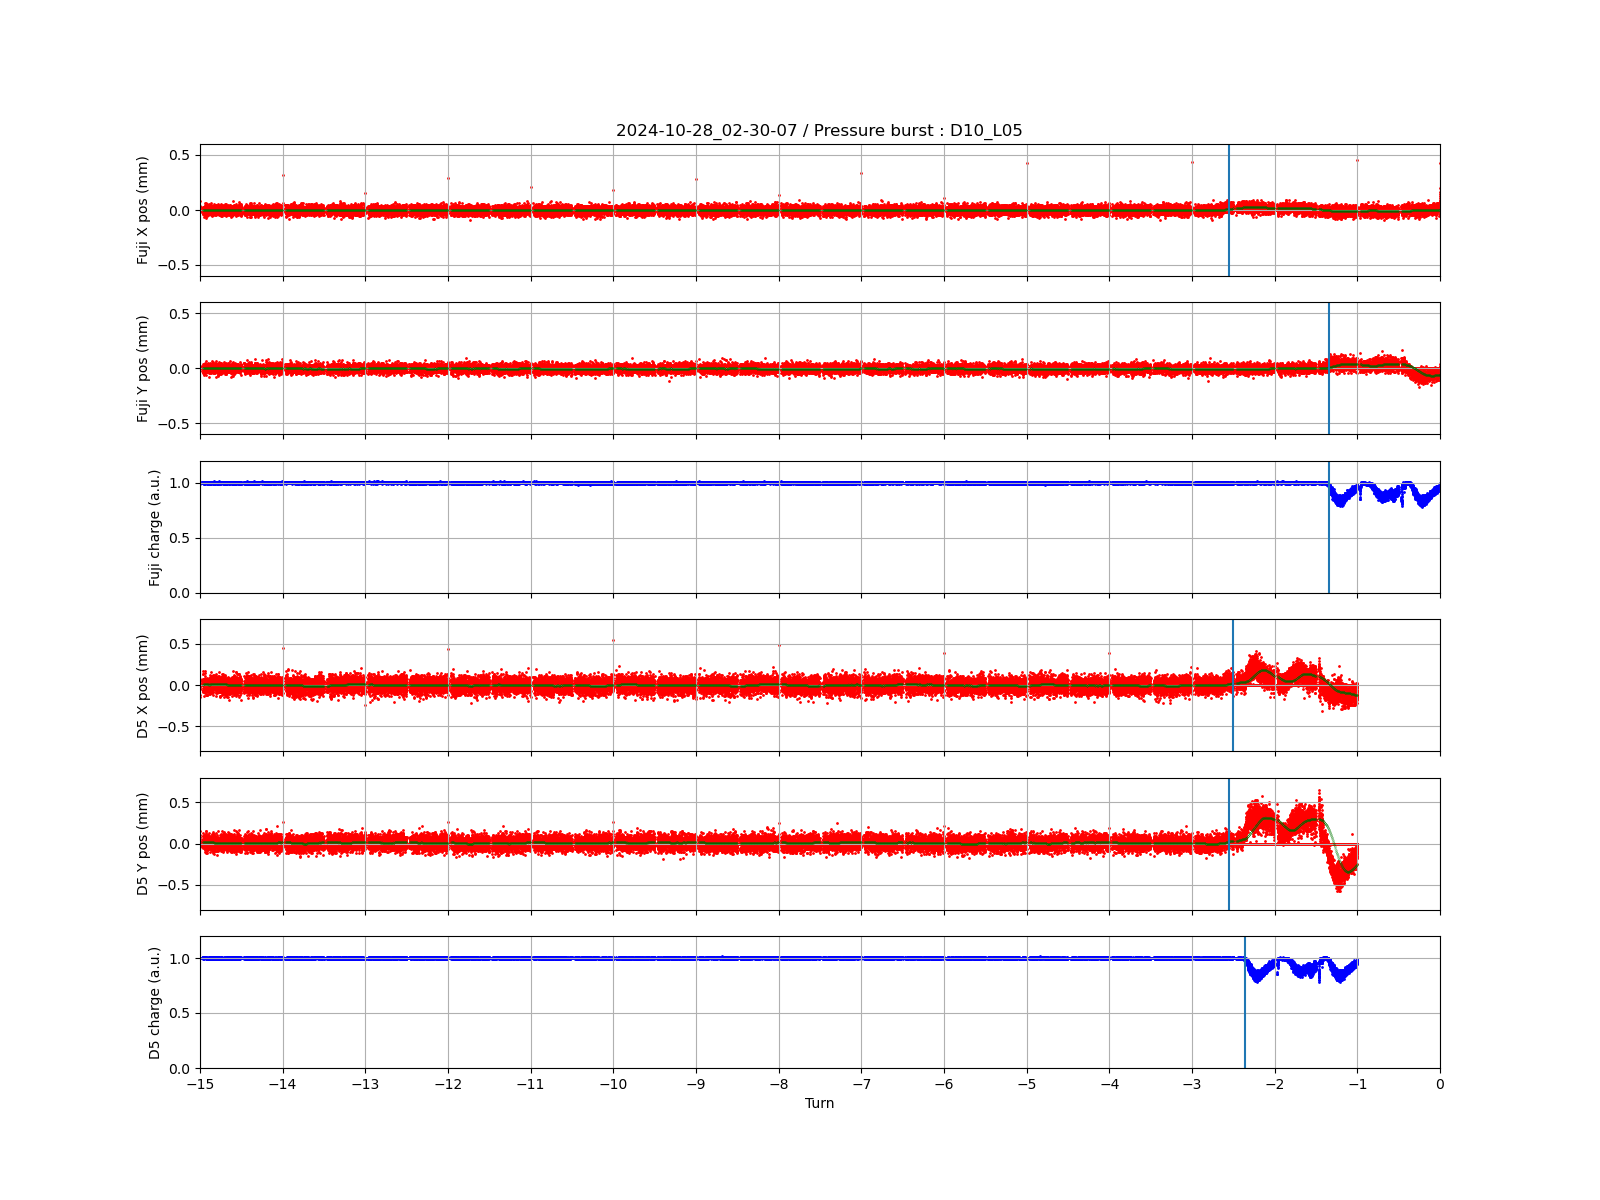 2024-10-28_02-30-07 / Pressure burst : D10_L05
Fuji X pos (mm)
0.5
0.0
−0.5
Fuji Y pos (mm)
0.5
0.0
−0.5
Fuji charge (a.u.)
1.0
0.5
0.0
D5 X pos (mm)
0.5
0.0
−0.5
D5 Y pos (mm)
0.5
0.0
−0.5
D5 charge (a.u.)
1.0
0.5
0.0
−15 −14 −13 −12 −11 −10 −9 −8 −7 −6 −5 −4 −3 −2 −1 0
Turn